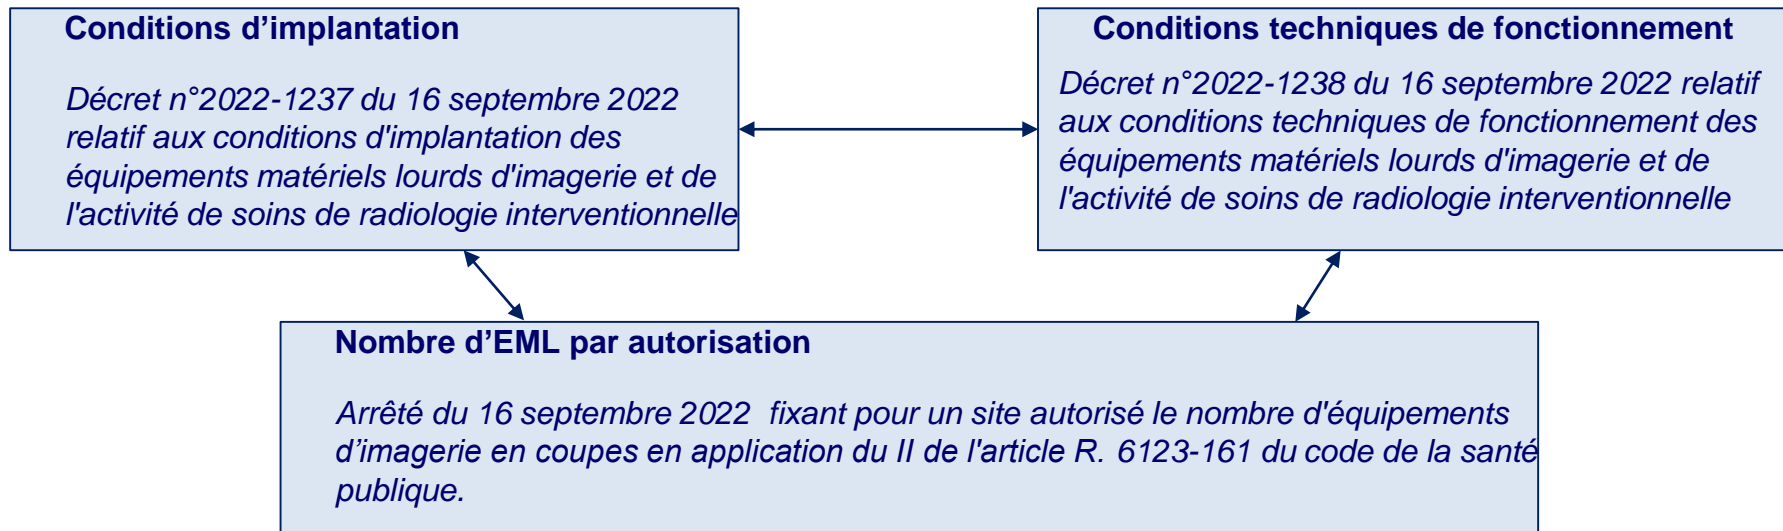 Conditions d’implantation
Décret n°2022-1237 du 16 septembre 2022
relatif aux conditions d'implantation des
équipements matériels lourds d'imagerie et de
l'activité de soins de radiologie interventionnelle
Conditions techniques de fonctionnement
Décret n°2022-1238 du 16 septembre 2022 relatif
aux conditions techniques de fonctionnement des
équipements matériels lourds d'imagerie et de
l'activité de soins de radiologie interventionnelle
Nombre d’EML par autorisation
Arrêté du 16 septembre 2022 fixant pour un site autorisé le nombre d'équipements
d’imagerie en coupes en application du II de l'article R. 6123-161 du code de la santé
publique.